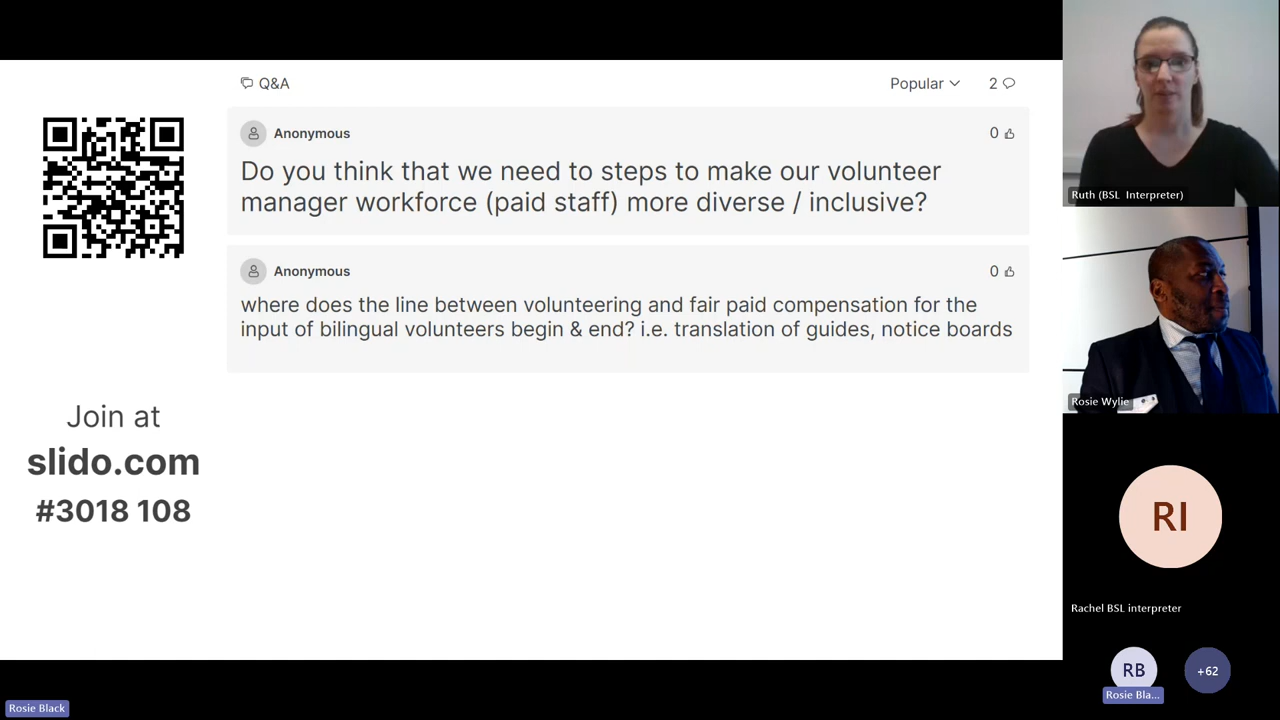 Q&A
Popular
2
Anonymous
0
Do you think that we need to steps to make our volunteer
manager workforce (paid staff) more diverse / inclusive?
Anonymous
0
where does the line between volunteering and fair paid compensation for the
input of bilingual volunteers begin & end? i.e. translation of guides, notice boards
Join at
slido.com
#3018 108
Ruth (BSL Interpreter)
Rosie Wylie
RI
Rachel BSL interpreter
RB
Rosie Bla...
+62
Rosie Black